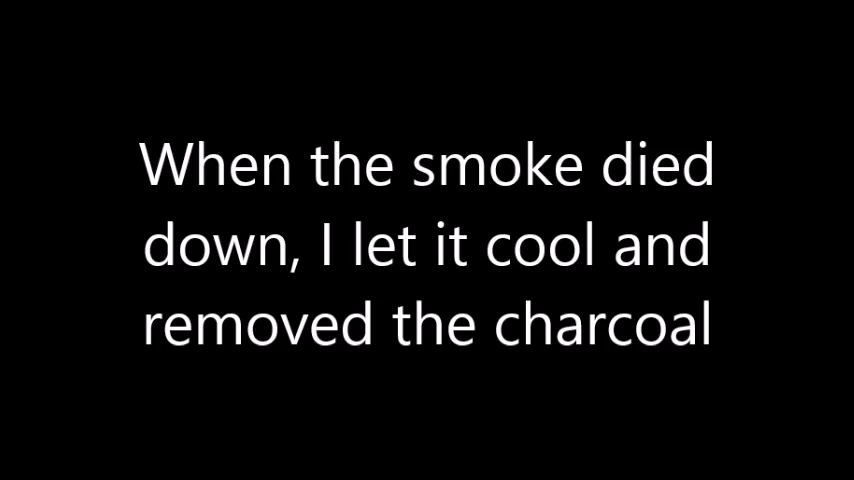 When the smoke died
down, I let it cool and
removed the charcoal